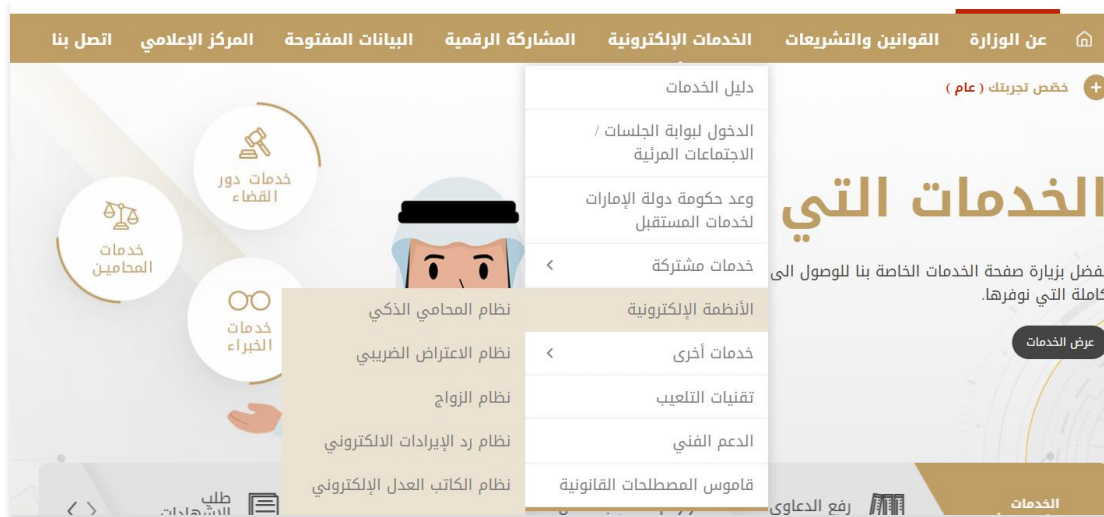 عن الوزارة
القوانين والتشريعات
الخدمات الإلكترونية
المشاركة الرقمية
البيانات المفتوحة
المركز الإعلامي
اتصل بنا
خصّص تجربتك ( عام )
دليل الخدمات
الدخول لبوابة الجلسات /
الاجتماعات المرئية
وعد حكومة دولة الإمارات
لخدمات المستقبل
خدمات مشتركة
الأنظمة الإلكترونية
خدمات أخرى
تقنيات التلعيب
الدعم الفني
قاموس المصطلحات القانونية
نظام المحامي الذكي
نظام الاعتراض الضريبي
نظام الزواج
نظام رد الإيرادات الالكتروني
نظام الكاتب العدل الإلكتروني
الخدمات التي
بزيارة صفحة الخدمات الخاصة بنا للوصول الى
التي نوفرها.
عرض الخدمات
خدمات دور
القضاء
خدمات
المحامين
خدمات
الخبراء
الخدمات
رفع الدعاوى
طلب